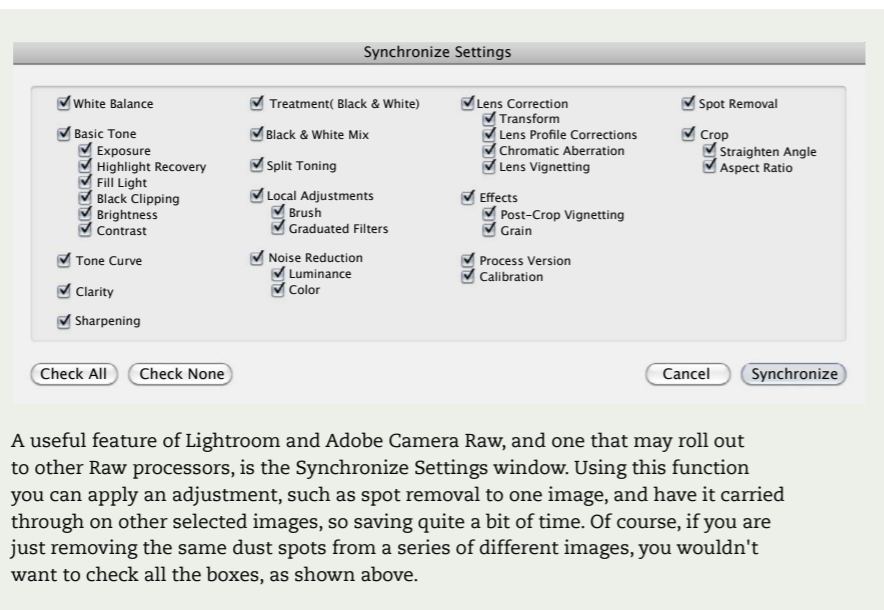 Synchronize Settings
White Balance
Basic Tone
Exposure
Highlight Recovery
Fill Light
Black Clipping
Brightness
Contrast
Tone Curve
Clarity
Sharpening
Treatment( Black & White)
Black & White Mix
Split Toning
Local Adjustments
Brush
Graduated Filters
Noise Reduction
Luminance
Color
Lens Correction
Transform
Lens Profile Corrections
Chromatic Aberration
Lens Vignetting
Effects
Post-Crop Vignetting
Grain
Process Version
Calibration
Spot Removal
Crop
Straighten Angle
Aspect Ratio
Check All
Check None
Cancel
Synchronize
A useful feature of Lightroom and Adobe Camera Raw, and one that may roll out
to other Raw processors, is the Synchronize Settings window. Using this function
you can apply an adjustment, such as spot removal to one image, and have it carried
through on other selected images, so saving quite a bit of time. Of course, if you are
just removing the same dust spots from a series of different images, you wouldn't
want to check all the boxes, as shown above.